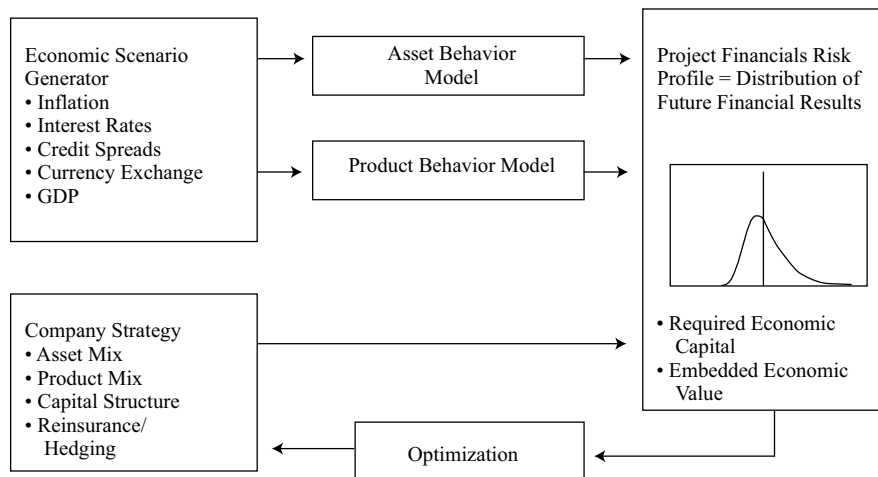 Economic Scenario
Generator
• Inflation
• Interest Rates
• Credit Spreads
• Currency Exchange
• GDP
Asset Behavior
Model
Product Behavior Model
Project Financials Risk
Profile = Distribution of
Future Financial Results
• Required Economic
Capital
• Embedded Economic
Value
Company Strategy
• Asset Mix
• Product Mix
• Capital Structure
• Reinsurance/
Hedging
Optimization